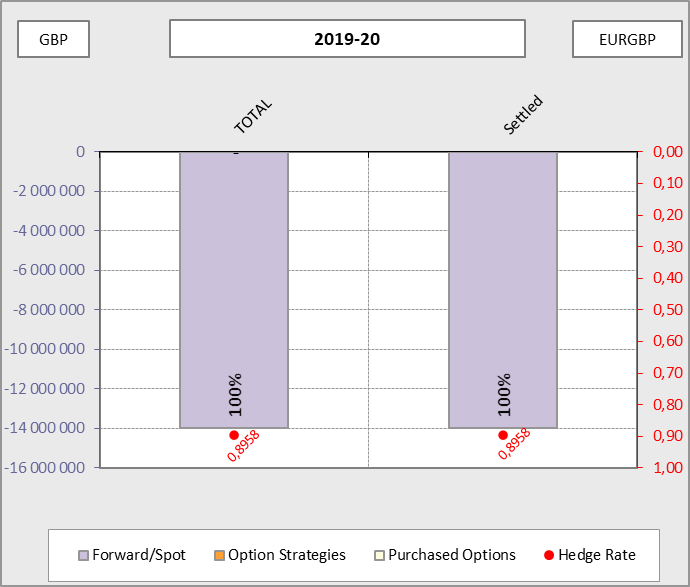 GBP
2019-20
EURGBP
TOTAL
Settled
0
-2 000 000
-4 000 000
-6 000 000
-8 000 000
-10 000 000
-12 000 000
-14 000 000
-16 000 000
0,00
0,10
0,20
0,30
0,40
0,50
0,60
0,70
0,80
0,90
1,00
-
100%
100%
0,8958
0,8958
Forward/Spot Option Strategies Purchased Options Hedge Rate